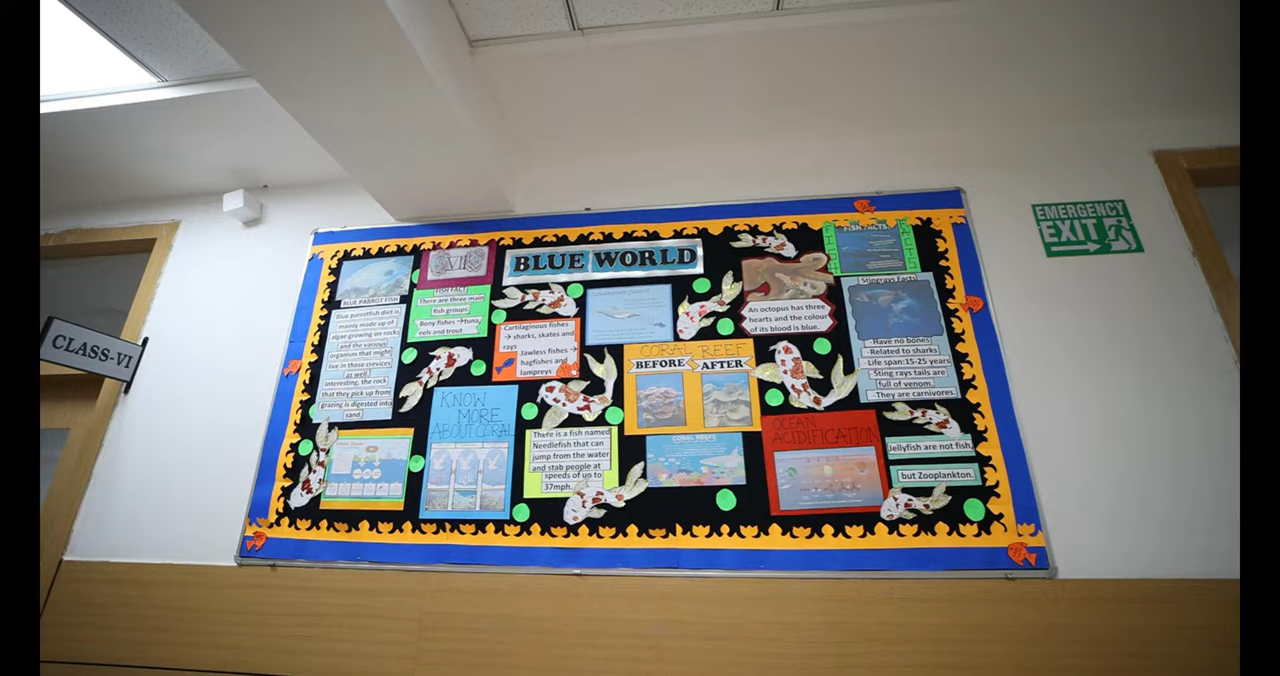 CLASS-VI
EMERGENCY
EXIT
BLUE WORLD
VI
BLUE PARROT FISH
Blue parrotfish diet is
mainly made up of
algae growing on rocks
and the various
organism that might
live in those crevices
as well.
Interesting, the rock
that they pick up from
grazing is digested into
sand
FISH FACT
There are three main
fish groups
Bony fishes →tuna,
eels and trout
Cartilaginous fishes
→ sharks, skates and
rays
Jawless fishes →
hagfishes and
lampreys
KNOW
MORE
ABOUT CORAL
There is a fish named
Needlefish that can
jump from the water
and stab people at
speeds of up to
37mph.
CORAL REEF
BEFORE
AFTER
CORAL REEFS
An octopus has three
hearts and the colour
of its blood is blue.
OCEAN
ACIDIFICATION
FISH FACTS
FISH
FACTS
Stingrays Facts
Have no bones
Related to sharks
Life span:15-25 years
Sting rays tails are
full of venom.
They are carnivores.
Jellyfish are not fish,
but Zooplankton.